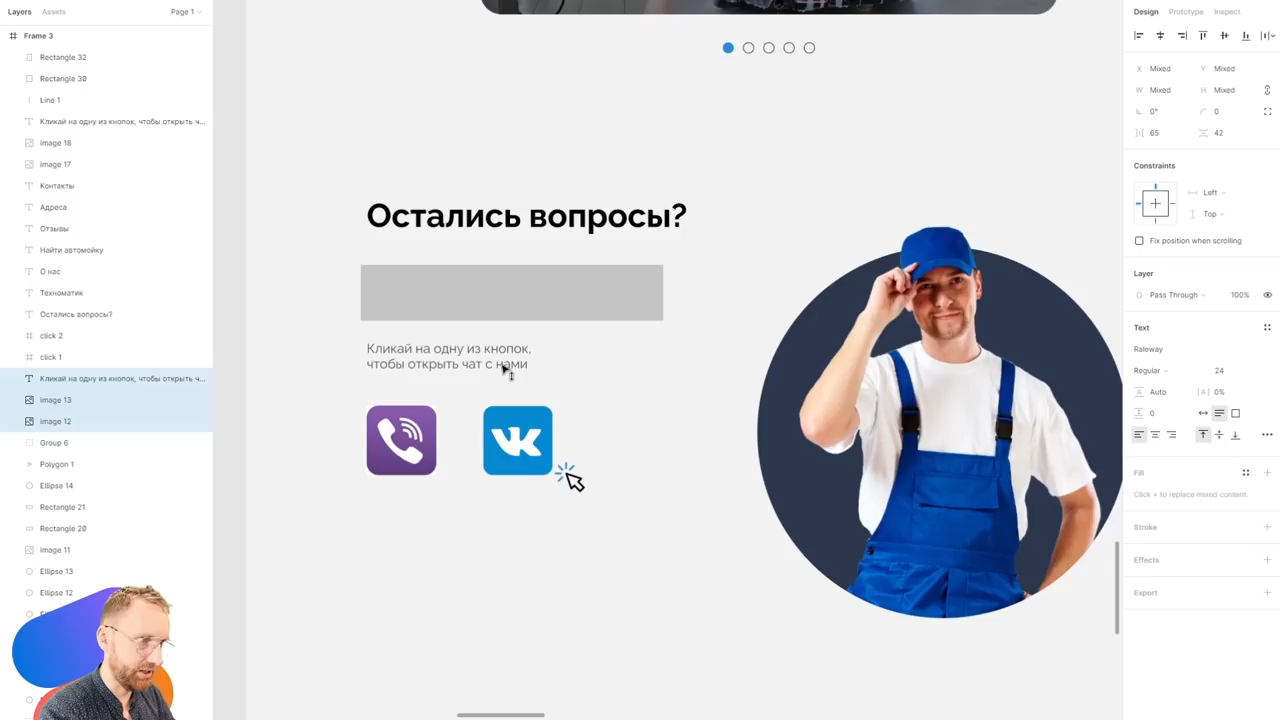 Layers
Assets
Page 1
Frame 3
Rectangle 32
Rectangle 30
Line 1
Кликай на одну из кнопок, чтобы открыть ч...
image 18
image 17
Контакты
Адреса
Отзывы
Найти автомойку
О нас
Техноматик
Остались вопросы?
click 2
click 1
Кликай на одну из кнопок, чтобы открыть ч...
image 13
image 12
Group 6
Polygon 1
Ellipse 14
Rectangle 21
Rectangle 20
image 11
Ellipse 13
Ellipse 12
Остались вопросы?
Кликай на одну из кнопок,
чтобы открыть чат с нами
Design
Prototype
Inspect
X Mixed
Y Mixed
W Mixed
H Mixed
0°
0
65
42
Constraints
Left
Top
Fix position when scrolling
Layer
Pass Through
100%
Text
Raleway
Regular
24
Auto
|A| 0%
0
Fill
Click + to replace mixed content.
Stroke
Effects
Export